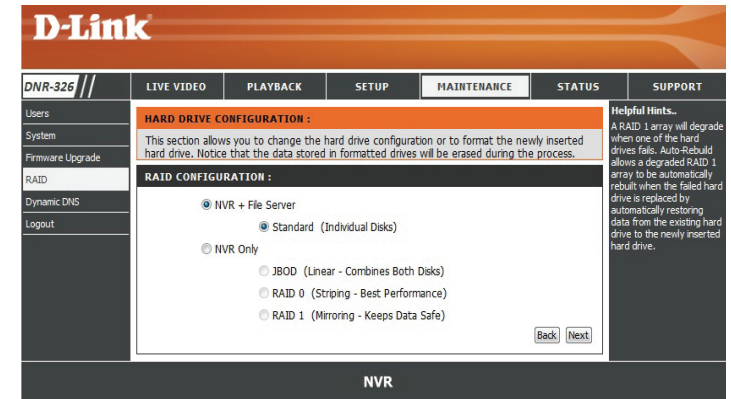 D-Link
DNR-326
LIVE VIDEO
PLAYBACK
SETUP
MAINTENANCE
STATUS
SUPPORT
Users
System
Firmware Upgrade
RAID
Dynamic DNS
Logout
HARD DRIVE CONFIGURATION :
This section allows you to change the hard drive configuration or to format the newly inserted
hard drive. Notice that the data stored in formatted drives will be erased during the process.
RAID CONFIGURATION :
NVR + File Server
Standard (Individual Disks)
NVR Only
JBOD (Linear - Combines Both Disks)
RAID 0 (Striping - Best Performance)
RAID 1 (Mirroring - Keeps Data Safe)
Back Next
Helpful Hints..
A RAID 1 array will degrade
when one of the hard
drives fails. Auto-Rebuild
allows a degraded RAID 1
array to be automatically
rebuilt when the failed hard
drive is replaced by
automatically restoring
data from the existing hard
drive to the newly inserted
hard drive.
NVR